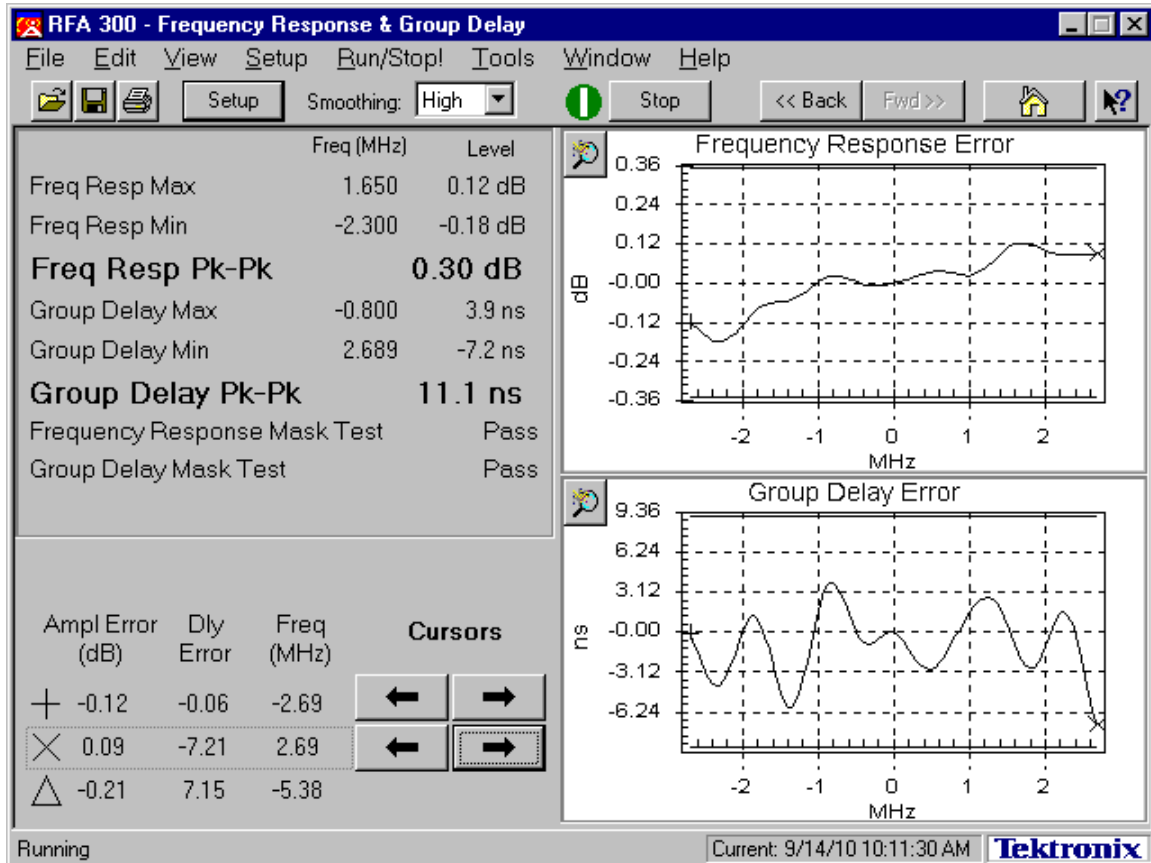 RFA 300 - Frequency Response & Group Delay
File Edit View Setup Run/Stop! Tools Window Help
Setup Smoothing: High Stop << Back Fwd >>
Freq (MHz) Level
Freq Resp Max 1.650 0.12 dB
Freq Resp Min -2.300 -0.18 dB
Freq Resp Pk-Pk 0.30 dB
Group Delay Max -0.800 3.9 ns
Group Delay Min 2.689 -7.2 ns
Group Delay Pk-Pk 11.1 ns
Frequency Response Mask Test Pass
Group Delay Mask Test Pass
Ampl Error (dB) Dly Error Freq (MHz) Cursors
-0.12 -0.06 -2.69
0.09 -7.21 2.69
-0.21 7.15 -5.38
Frequency Response Error
0.36
0.24
0.12
-0.00
-0.12
-0.24
-0.36
dB
-2 -1 0 1 2
MHz
Group Delay Error
9.36
6.24
3.12
-0.00
-3.12
-6.24
ns
-2 -1 0 1 2
MHz
Running Current: 9/14/10 10:11:30 AM Tektronix